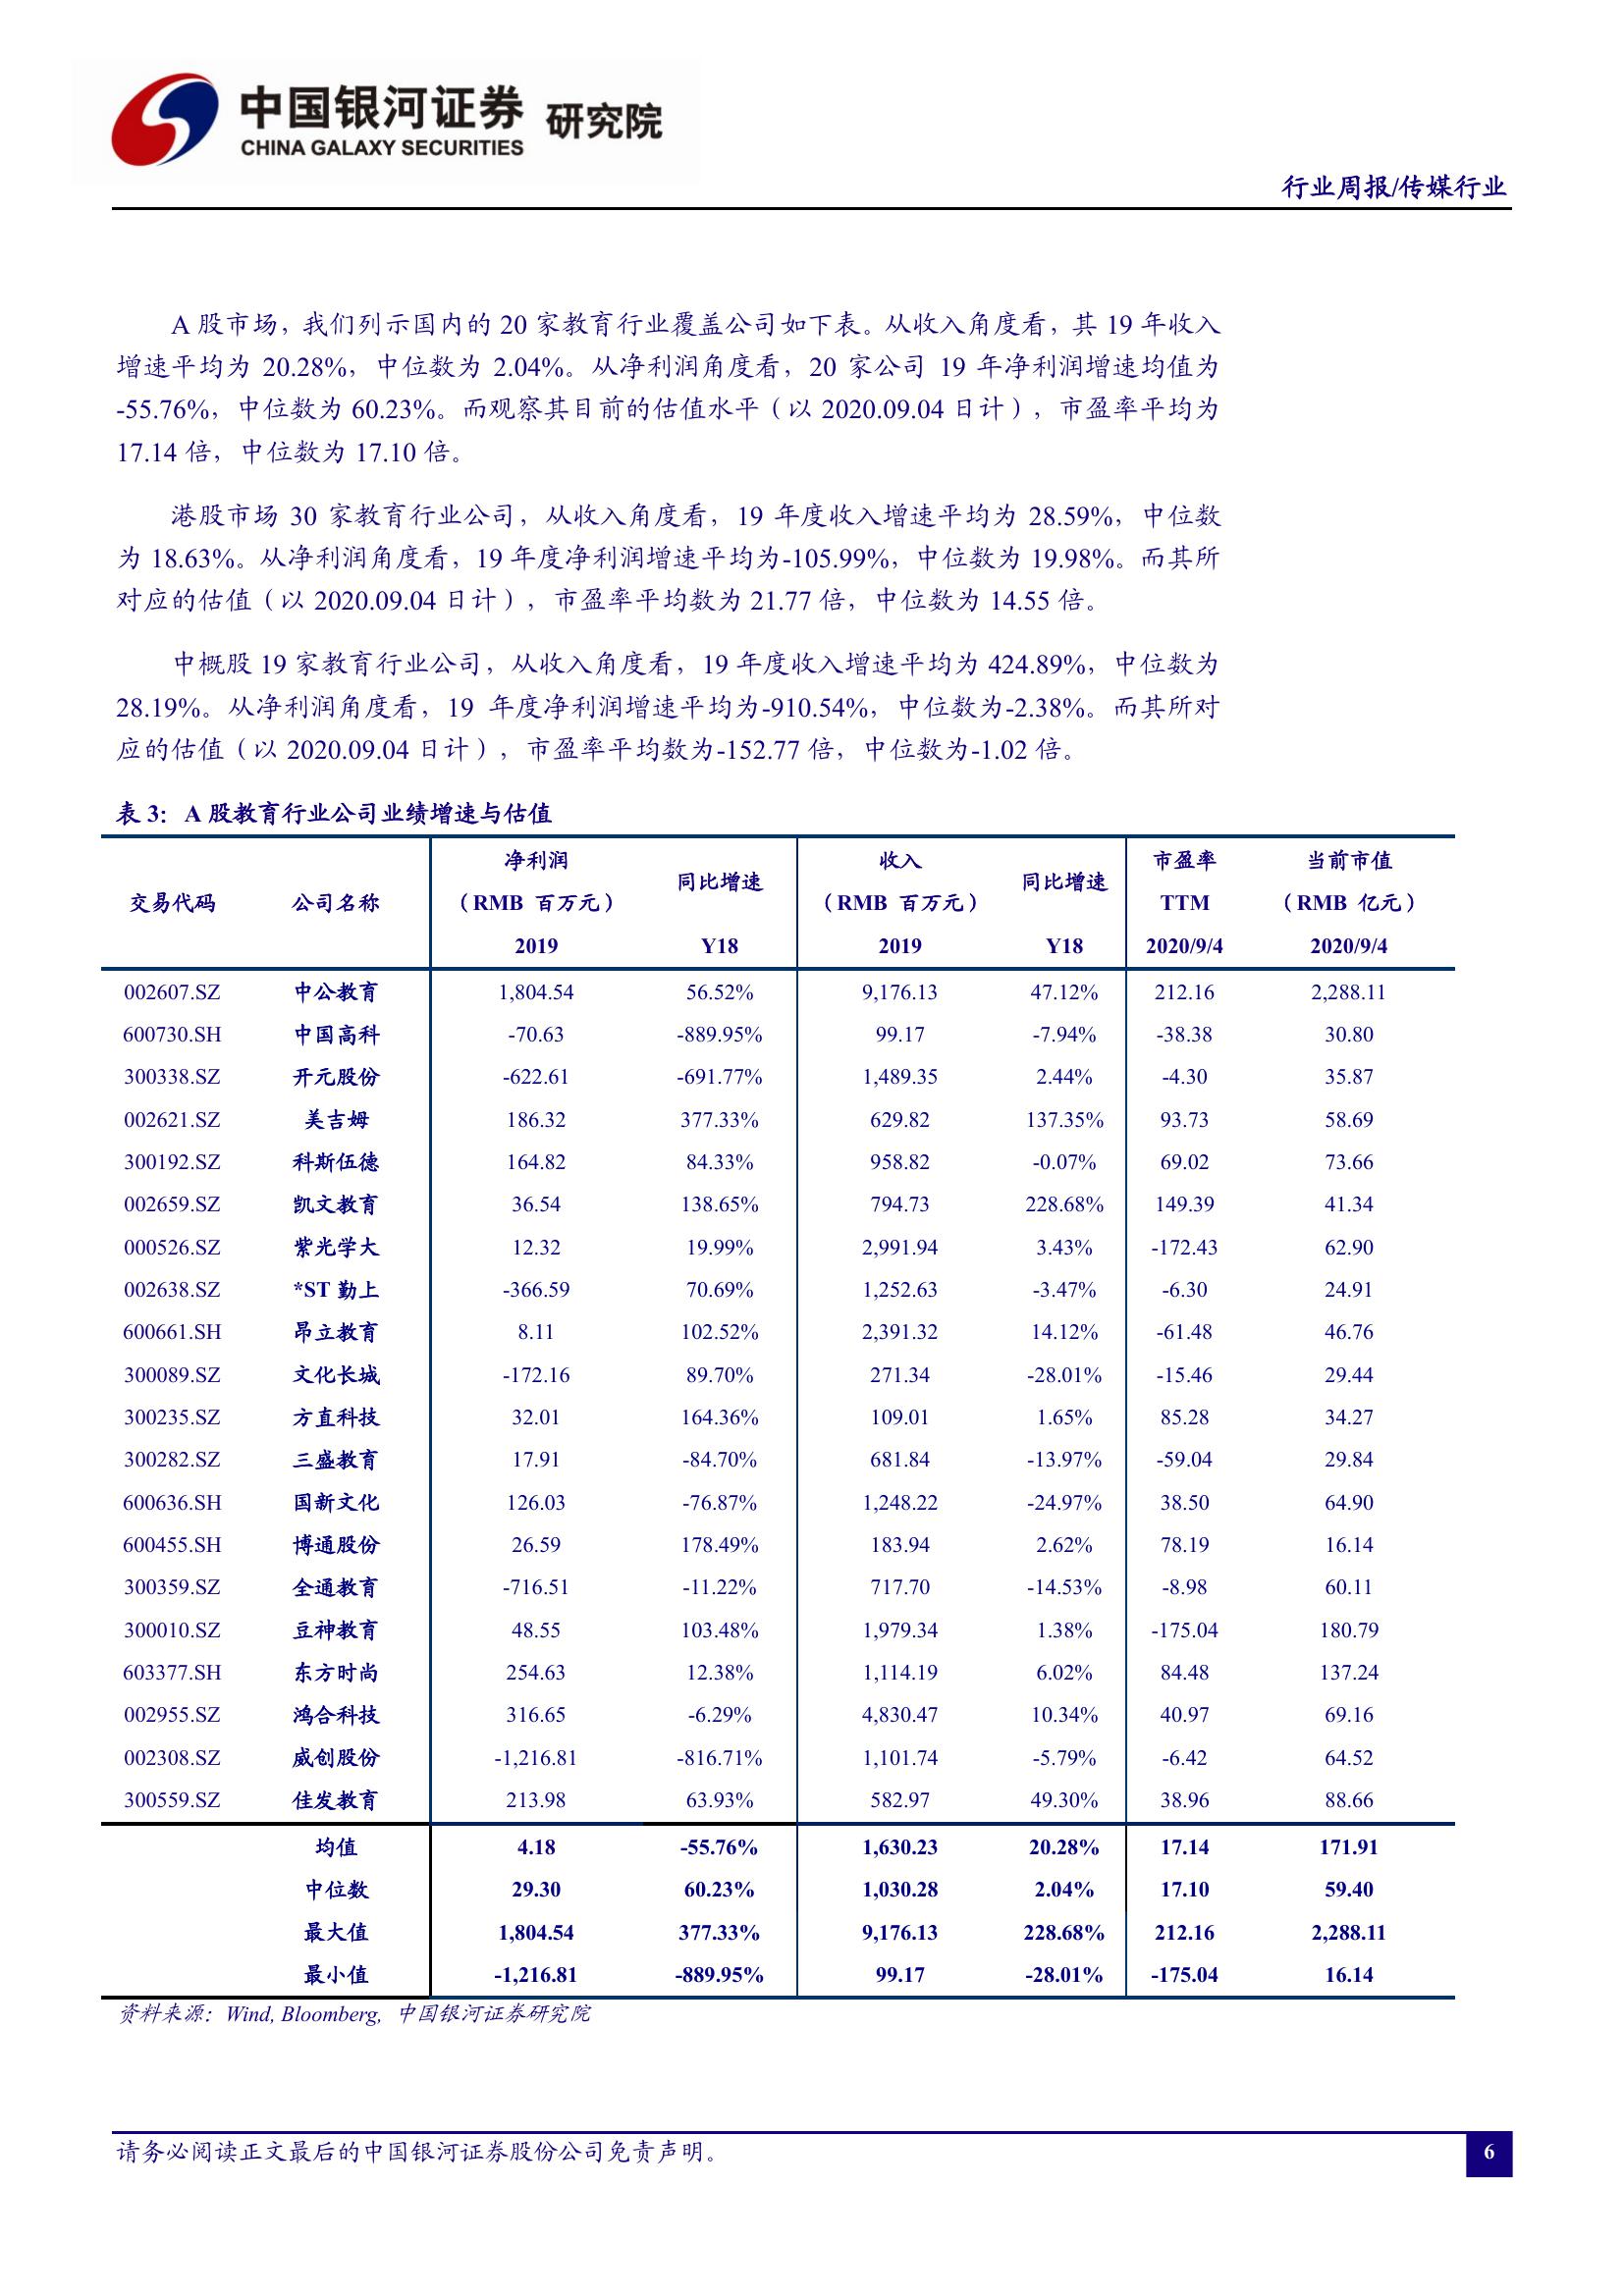 中国银河证券 研究院
CHINA GALAXY SECURITIES
行业周报/传媒行业
A 股市场，我们列示国内的 20 家教育行业覆盖公司如下表。从收入角度看，其 19 年收入
增速平均为 20.28%，中位数为 2.04%。从净利润角度看，20 家公司 19 年净利润增速均值为
-55.76%，中位数为 60.23%。而观察其目前的估值水平（以 2020.09.04 日计），市盈率平均为
17.14 倍，中位数为 17.10 倍。
港股市场 30 家教育行业公司，从收入角度看，19 年度收入增速平均为 28.59%，中位数
为 18.63%。从净利润角度看，19 年度净利润增速平均为-105.99%，中位数为 19.98%。而其所
对应的估值（以 2020.09.04 日计），市盈率平均数为 21.77 倍，中位数为 14.55 倍。
中概股 19 家教育行业公司，从收入角度看，19 年度收入增速平均为 424.89%，中位数为
28.19%。从净利润角度看，19 年度净利润增速平均为-910.54%，中位数为-2.38%。而其所对
应的估值（以 2020.09.04 日计），市盈率平均数为-152.77 倍，中位数为-1.02 倍。
表 3：A 股教育行业公司业绩增速与估值
净利润 收入 市盈率 当前市值
同比增速 同比增速
交易代码 公司名称 （RMB 百万元） （RMB 百万元） TTM （RMB 亿元）
2019 Y18 2019 Y18 2020/9/4 2020/9/4
002607.SZ 中公教育 1,804.54 56.52% 9,176.13 47.12% 212.16 2,288.11
600730.SH 中国高科 -70.63 -889.95% 99.17 -7.94% -38.38 30.80
300338.SZ 开元股份 -622.61 -691.77% 1,489.35 2.44% -4.30 35.87
002621.SZ 美吉姆 186.32 377.33% 629.82 137.35% 93.73 58.69
300192.SZ 科斯伍德 164.82 84.33% 958.82 -0.07% 69.02 73.66
002659.SZ 凯文教育 36.54 138.65% 794.73 228.68% 149.39 41.34
000526.SZ 紫光学大 12.32 19.99% 2,991.94 3.43% -172.43 62.90
002638.SZ *ST 勤上 -366.59 70.69% 1,252.63 -3.47% -6.30 24.91
600661.SH 昂立教育 8.11 102.52% 2,391.32 14.12% -61.48 46.76
300089.SZ 文化长城 -172.16 89.70% 271.34 -28.01% -15.46 29.44
300235.SZ 方直科技 32.01 164.36% 109.01 1.65% 85.28 34.27
300282.SZ 三盛教育 17.91 -84.70% 681.84 -13.97% -59.04 29.84
600636.SH 国新文化 126.03 -76.87% 1,248.22 -24.97% 38.50 64.90
600455.SH 博通股份 26.59 178.49% 183.94 2.62% 78.19 16.14
300359.SZ 全通教育 -716.51 -11.22% 717.70 -14.53% -8.98 60.11
300010.SZ 豆神教育 48.55 103.48% 1,979.34 1.38% -175.04 180.79
603377.SH 东方时尚 254.63 12.38% 1,114.19 6.02% 84.48 137.24
002955.SZ 鸿合科技 316.65 -6.29% 4,830.47 10.34% 40.97 69.16
002308.SZ 威创股份 -1,216.81 -816.71% 1,101.74 -5.79% -6.42 64.52
300559.SZ 佳发教育 213.98 63.93% 582.97 49.30% 38.96 88.66
均值 4.18 -55.76% 1,630.23 20.28% 17.14 171.91
中位数 29.30 60.23% 1,030.28 2.04% 17.10 59.40
最大值 1,804.54 377.33% 9,176.13 228.68% 212.16 2,288.11
最小值 -1,216.81 -889.95% 99.17 -28.01% -175.04 16.14
资料来源：Wind, Bloomberg，中国银河证券研究院
请务必阅读正文最后的中国银河证券股份公司免责声明。
6